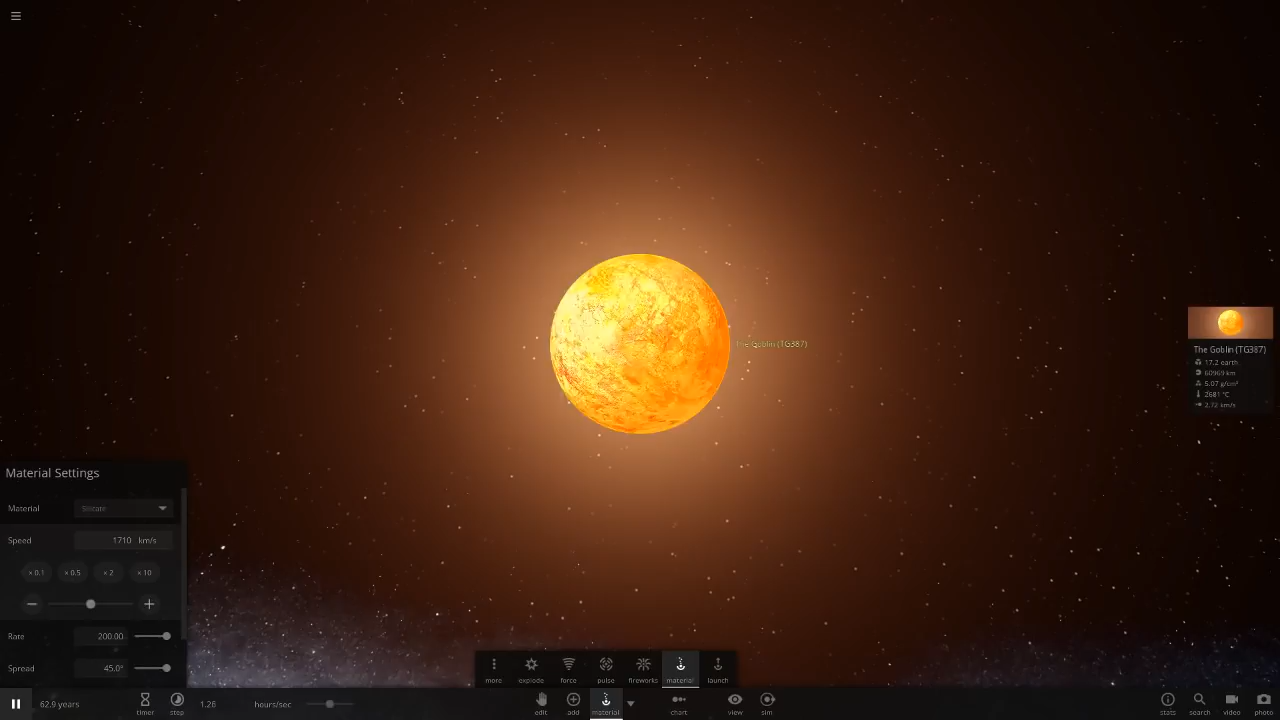 The Goblin (TG387)
The Goblin (TG387)
17.2 earth
60969 km
5.07 g/cm³
2681 °C
2.72 km/s
Material Settings
Material Silicate
Speed 1710 km/s
× 0.1 × 0.5 × 2 × 10
Rate 200.00
Spread 45.0°
more explode force pulse fireworks material launch
62.9 years timer step 1.26 hours/sec edit add material chart view sim stats search video photo